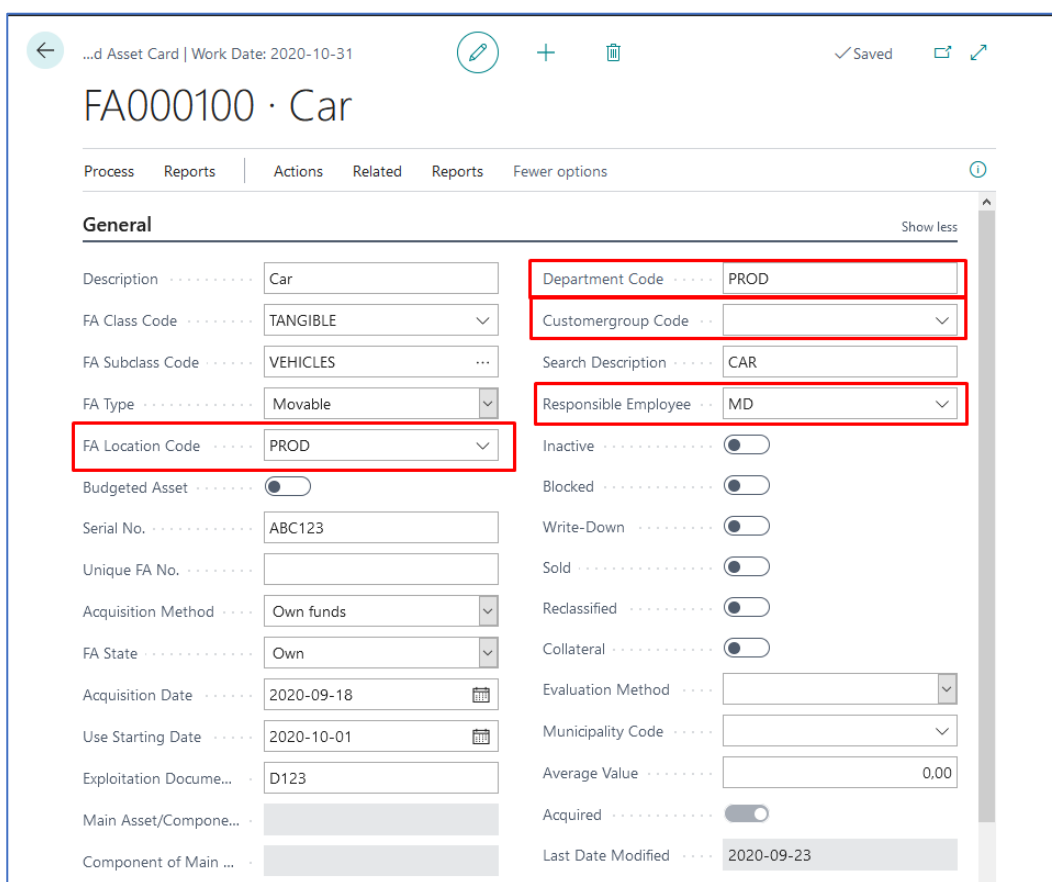 ...d Asset Card | Work Date: 2020-10-31
Saved
FA000100 · Car
Process Reports Actions Related Reports Fewer options
General
Show less
Description Car
FA Class Code TANGIBLE
FA Subclass Code VEHICLES ...
FA Type Movable
FA Location Code PROD
Budgeted Asset
Serial No. ABC123
Unique FA No.
Acquisition Method Own funds
FA State Own
Acquisition Date 2020-09-18
Use Starting Date 2020-10-01
Exploitation Docume... D123
Main Asset/Compone...
Component of Main ...
Department Code PROD
Customergroup Code
Search Description CAR
Responsible Employee MD
Inactive
Blocked
Write-Down
Sold
Reclassified
Collateral
Evaluation Method
Municipality Code
Average Value 0,00
Acquired
Last Date Modified 2020-09-23